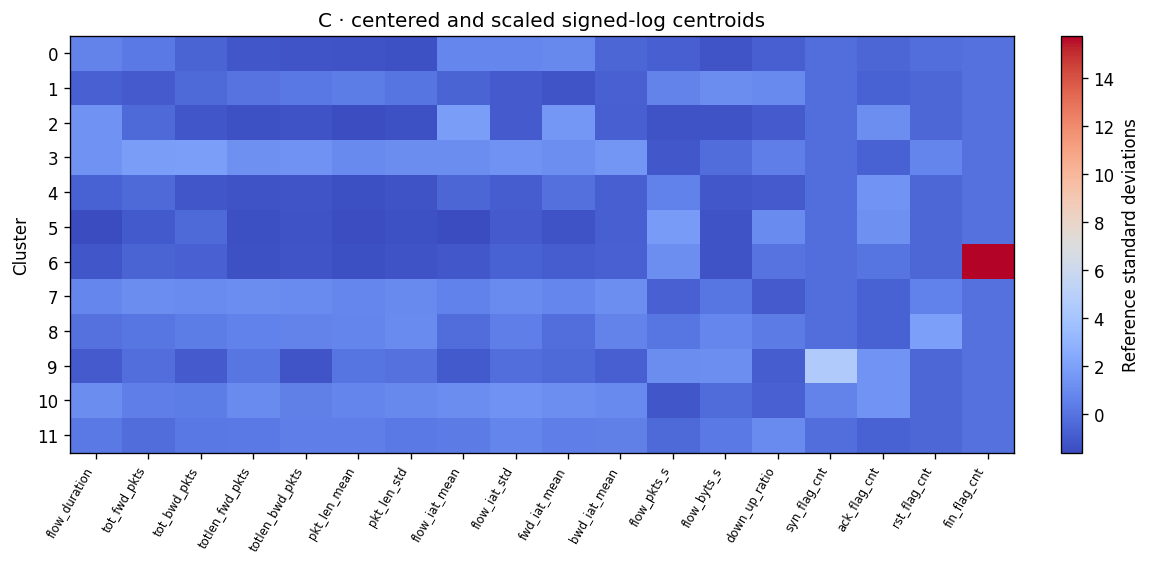 C · centered and scaled signed-log centroids
Cluster
0
1
2
3
4
5
6
7
8
9
10
11
flow_duration
tot_fwd_pkts
tot_bwd_pkts
totlen_fwd_pkts
totlen_bwd_pkts
pkt_len_mean
pkt_len_std
flow_iat_mean
flow_iat_std
fwd_iat_mean
bwd_iat_mean
flow_pkts_s
flow_byts_s
down_up_ratio
syn_flag_cnt
ack_flag_cnt
rst_flag_cnt
fin_flag_cnt
14
12
10
8
6
4
2
0
Reference standard deviations